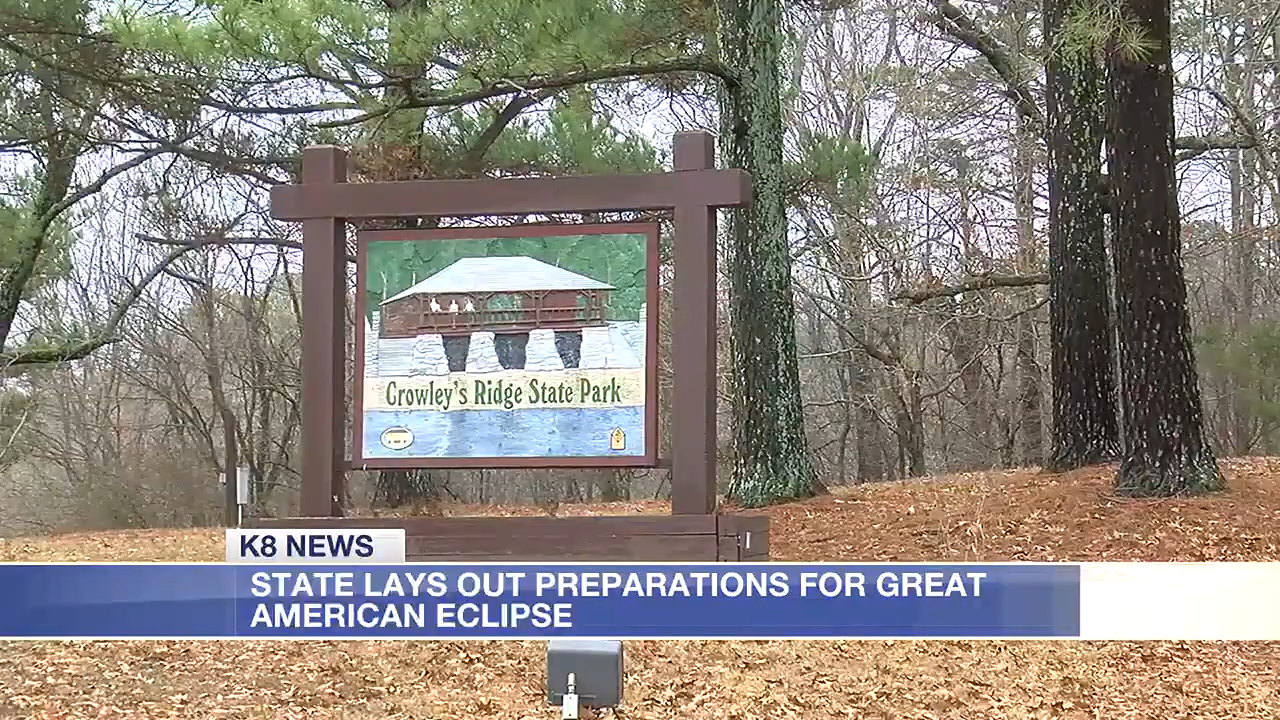 Crowley's Ridge State Park
K8 NEWS
STATE LAYS OUT PREPARATIONS FOR GREAT
AMERICAN ECLIPSE